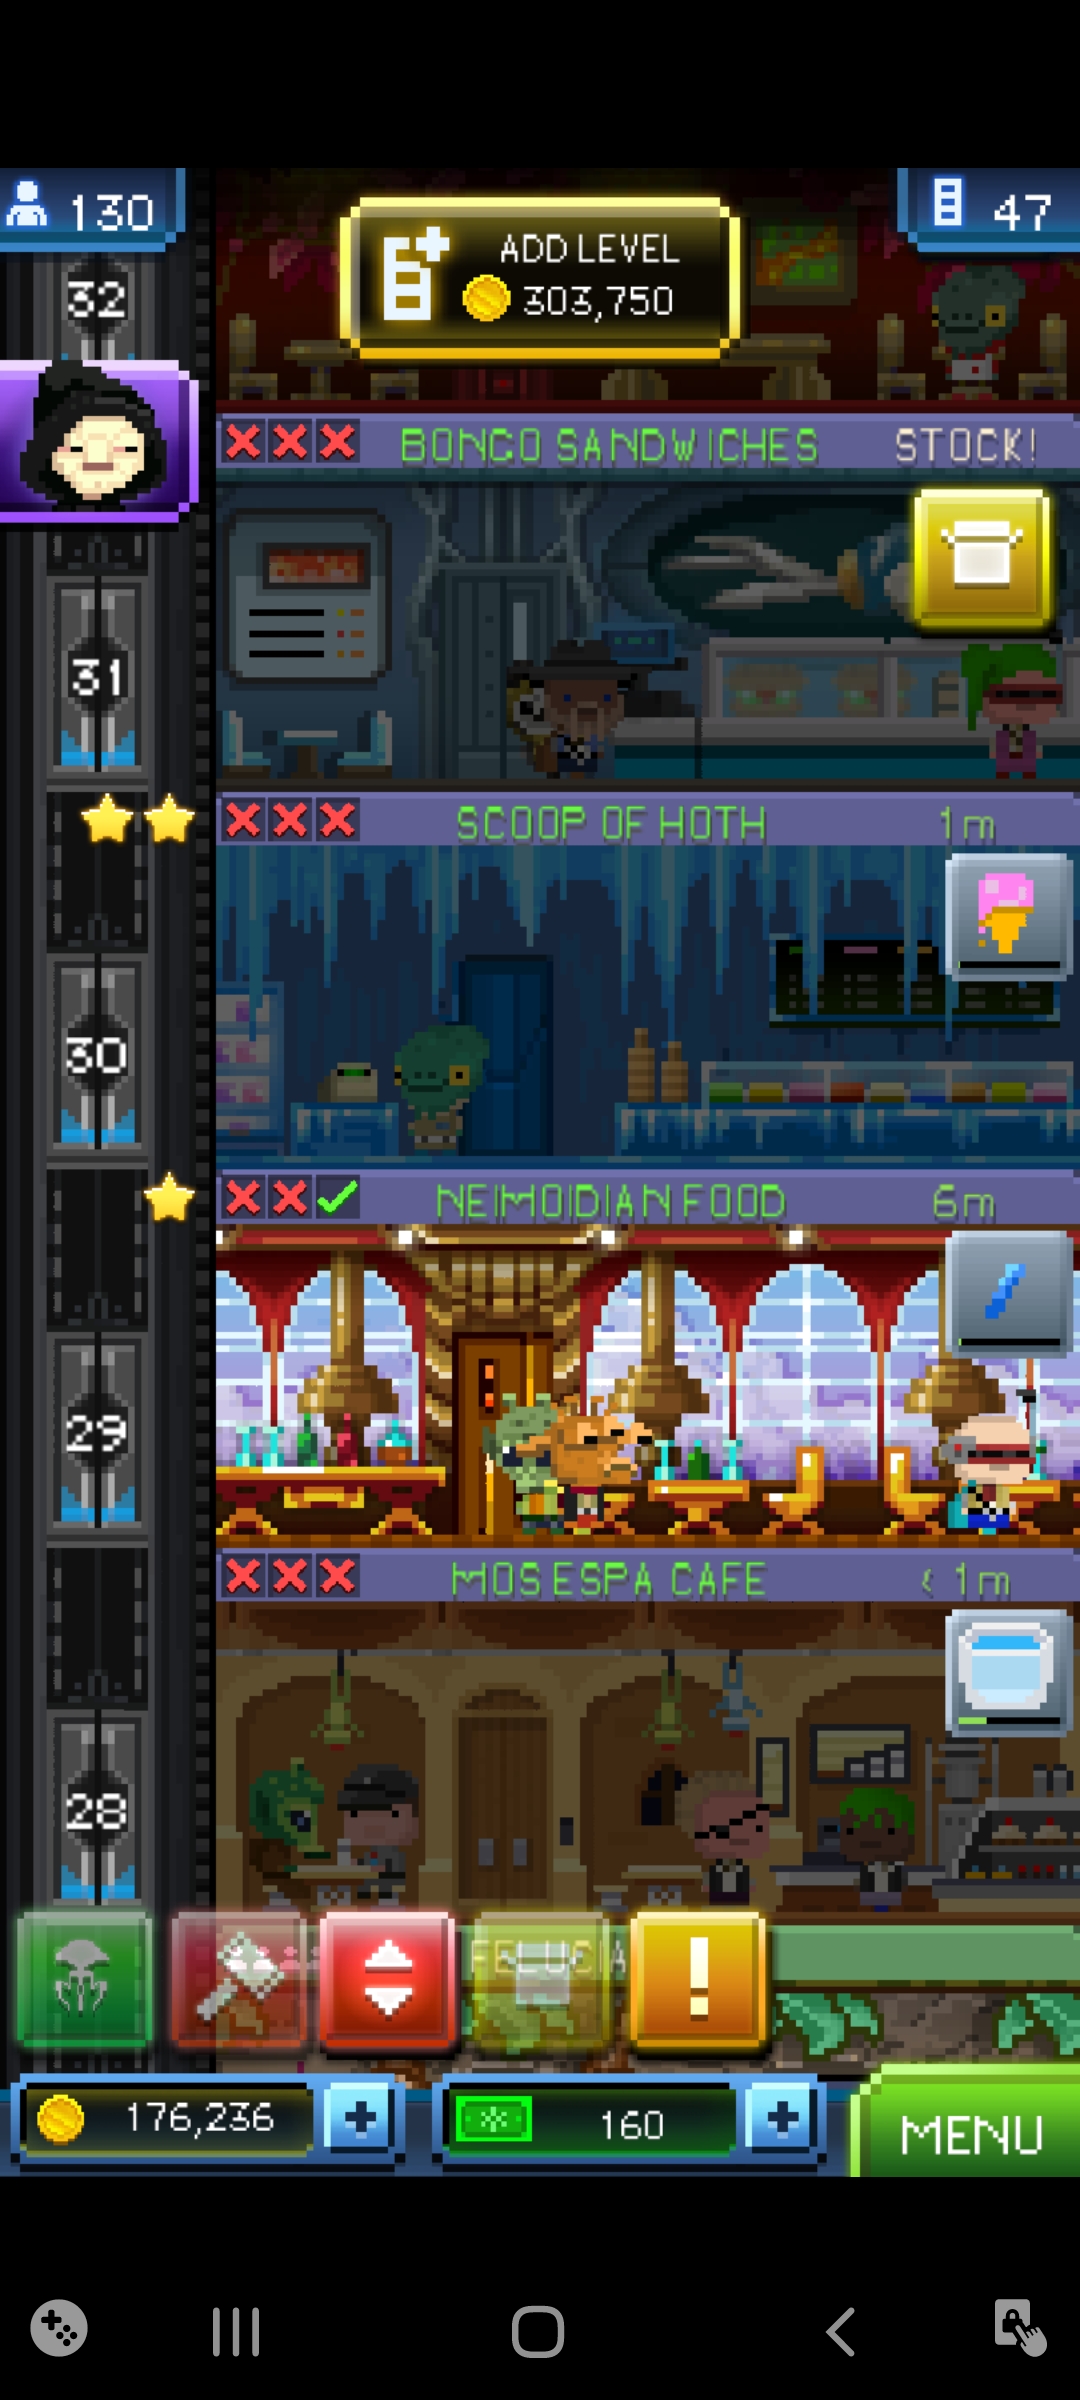 130
ADD LEVEL
303,750
47
32
BONGO SANDWICHES STOCK!
31
SCOOP OF HOTH 1m
30
NEIMOIDIAN FOOD 6m
29
MOS ESPA CAFE < 1m
28
FELUCIA
!
176,236 +
160 +
MENU